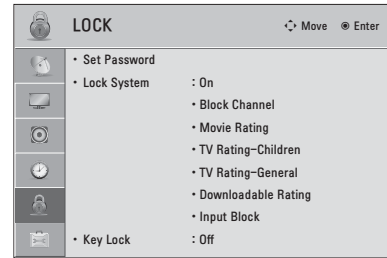 LOCK Move Enter
• Set Password
• Lock System : On
• Block Channel
• Movie Rating
• TV Rating-Children
• TV Rating-General
• Downloadable Rating
• Input Block
• Key Lock : Off